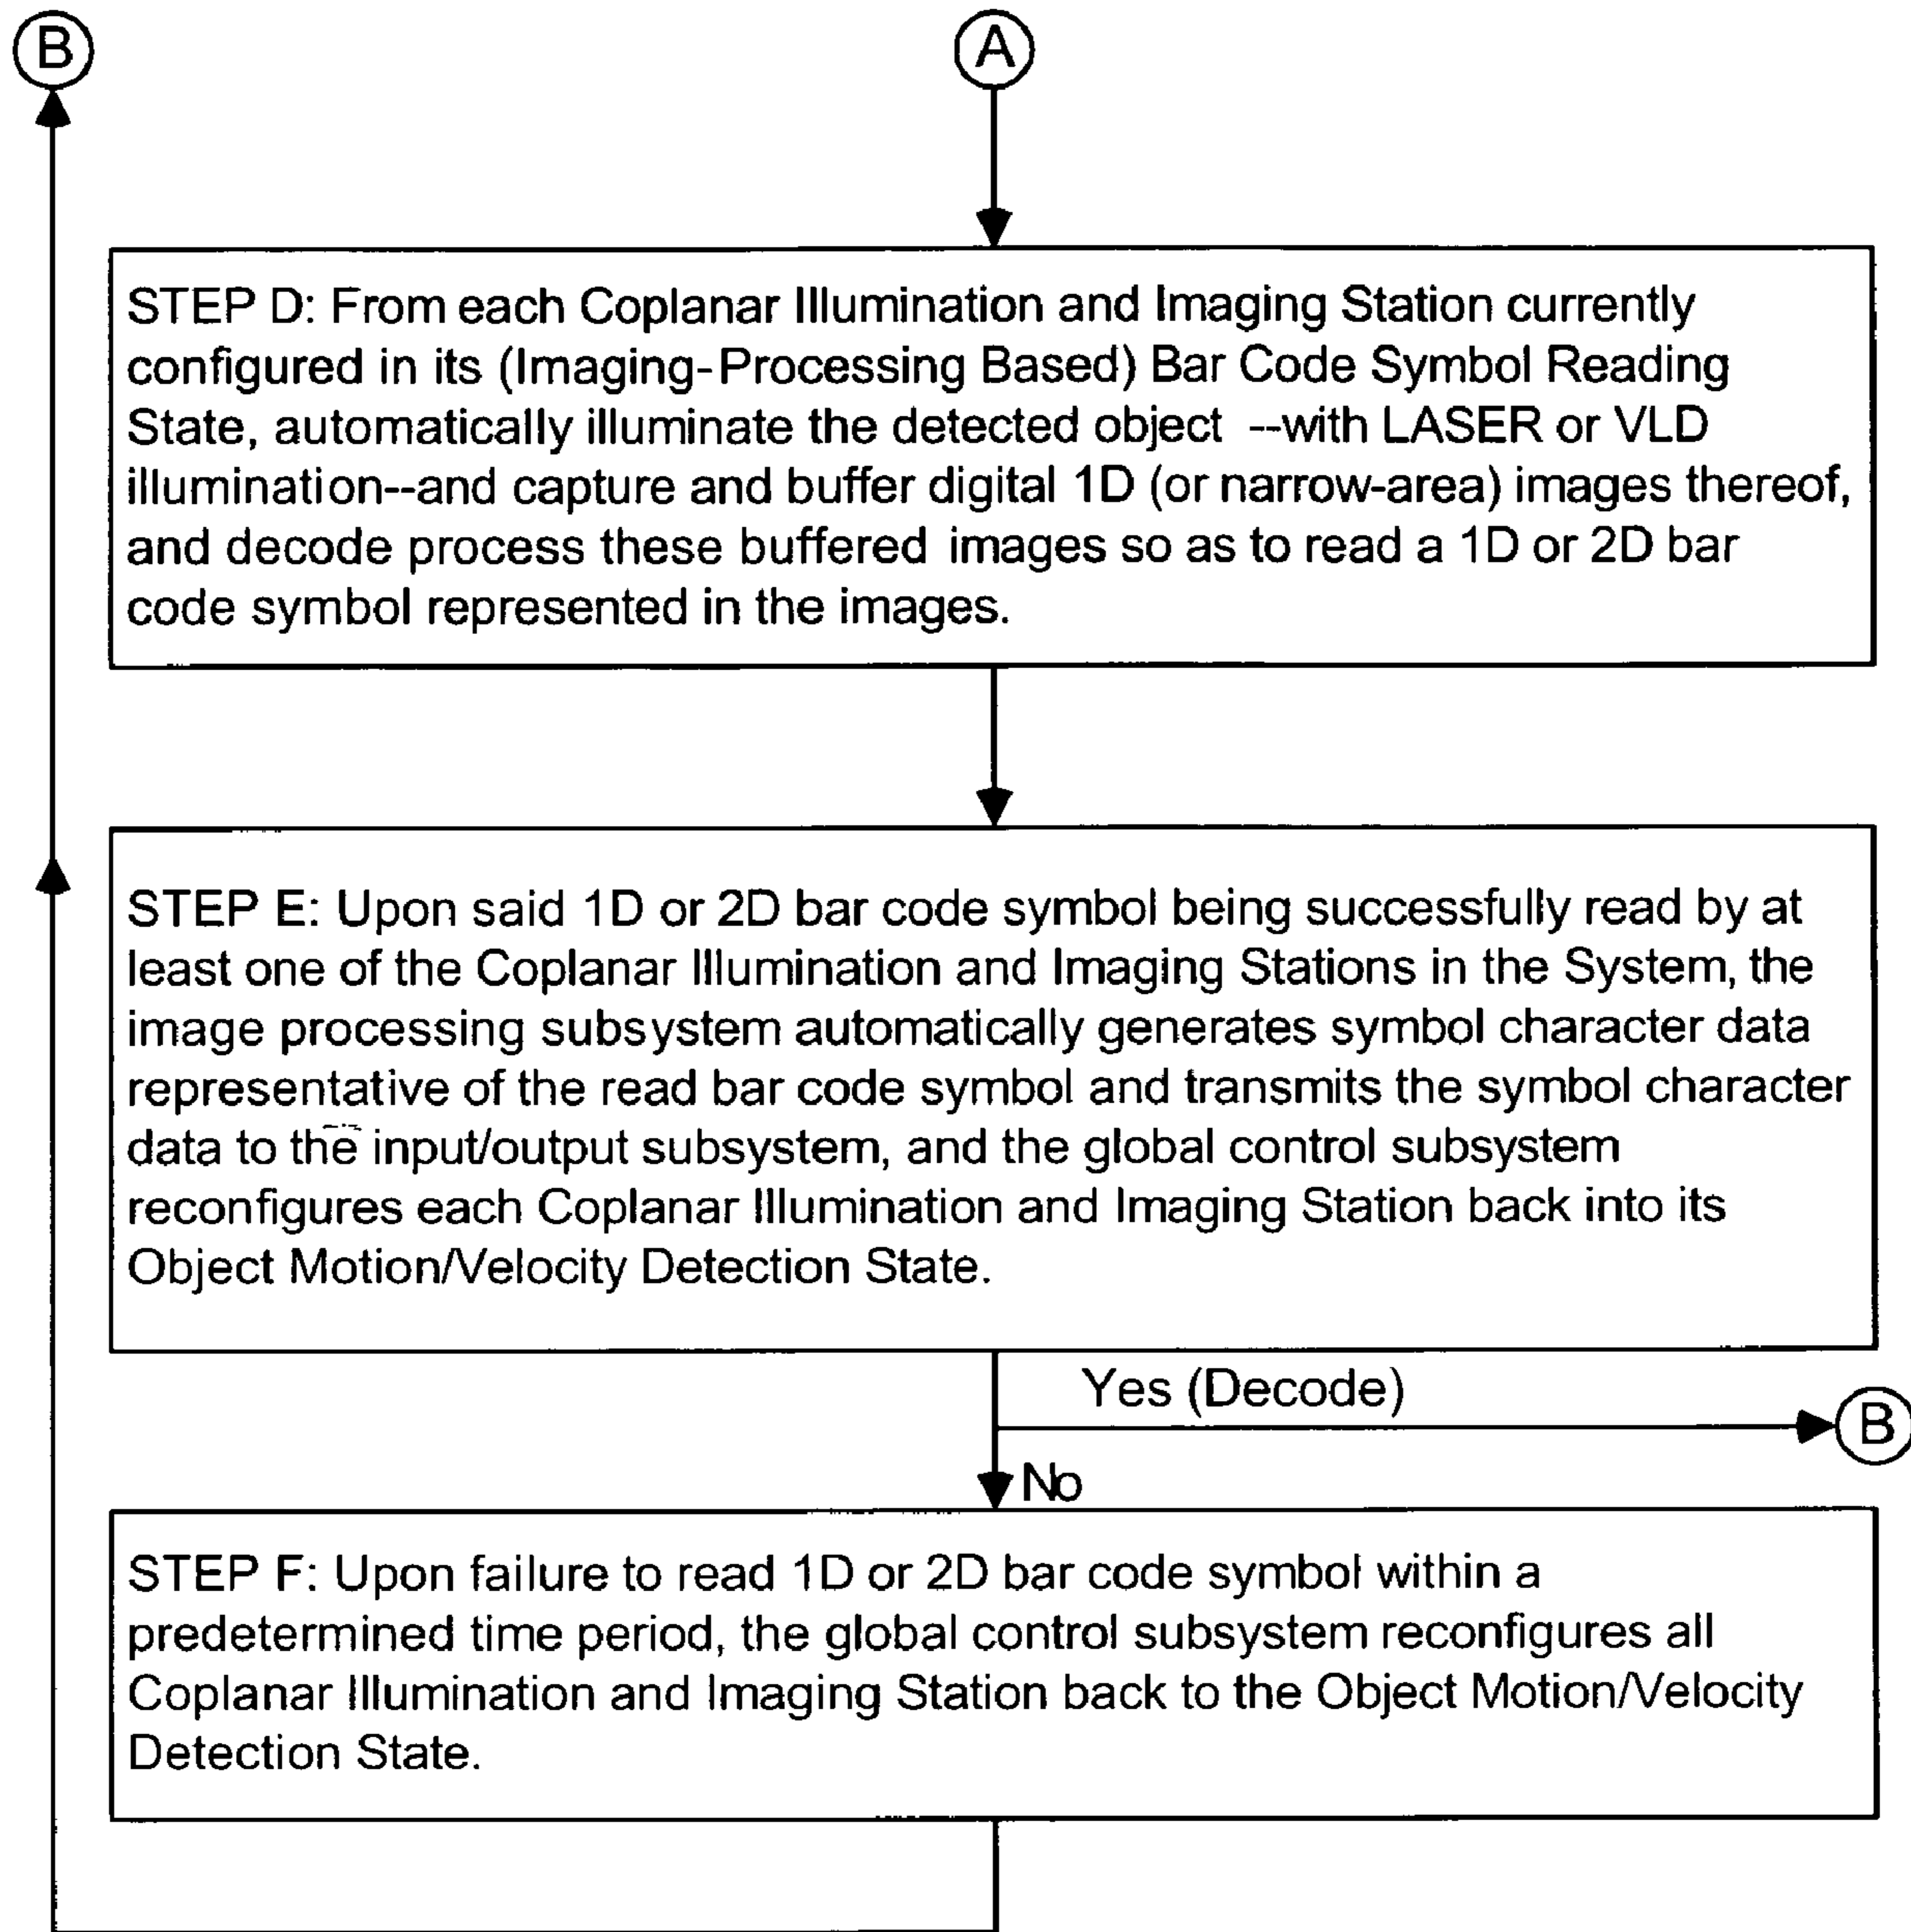 B
A
STEP D: From each Coplanar Illumination and Imaging Station currently
configured in its (Imaging-Processing Based) Bar Code Symbol Reading
State, automatically illuminate the detected object --with LASER or VLD
illumination--and capture and buffer digital 1D (or narrow-area) images thereof,
and decode process these buffered images so as to read a 1D or 2D bar
code symbol represented in the images.
STEP E: Upon said 1D or 2D bar code symbol being successfully read by at
least one of the Coplanar Illumination and Imaging Stations in the System, the
image processing subsystem automatically generates symbol character data
representative of the read bar code symbol and transmits the symbol character
data to the input/output subsystem, and the global control subsystem
reconfigures each Coplanar Illumination and Imaging Station back into its
Object Motion/Velocity Detection State.
Yes (Decode)
B
No
STEP F: Upon failure to read 1D or 2D bar code symbol within a
predetermined time period, the global control subsystem reconfigures all
Coplanar Illumination and Imaging Station back to the Object Motion/Velocity
Detection State.